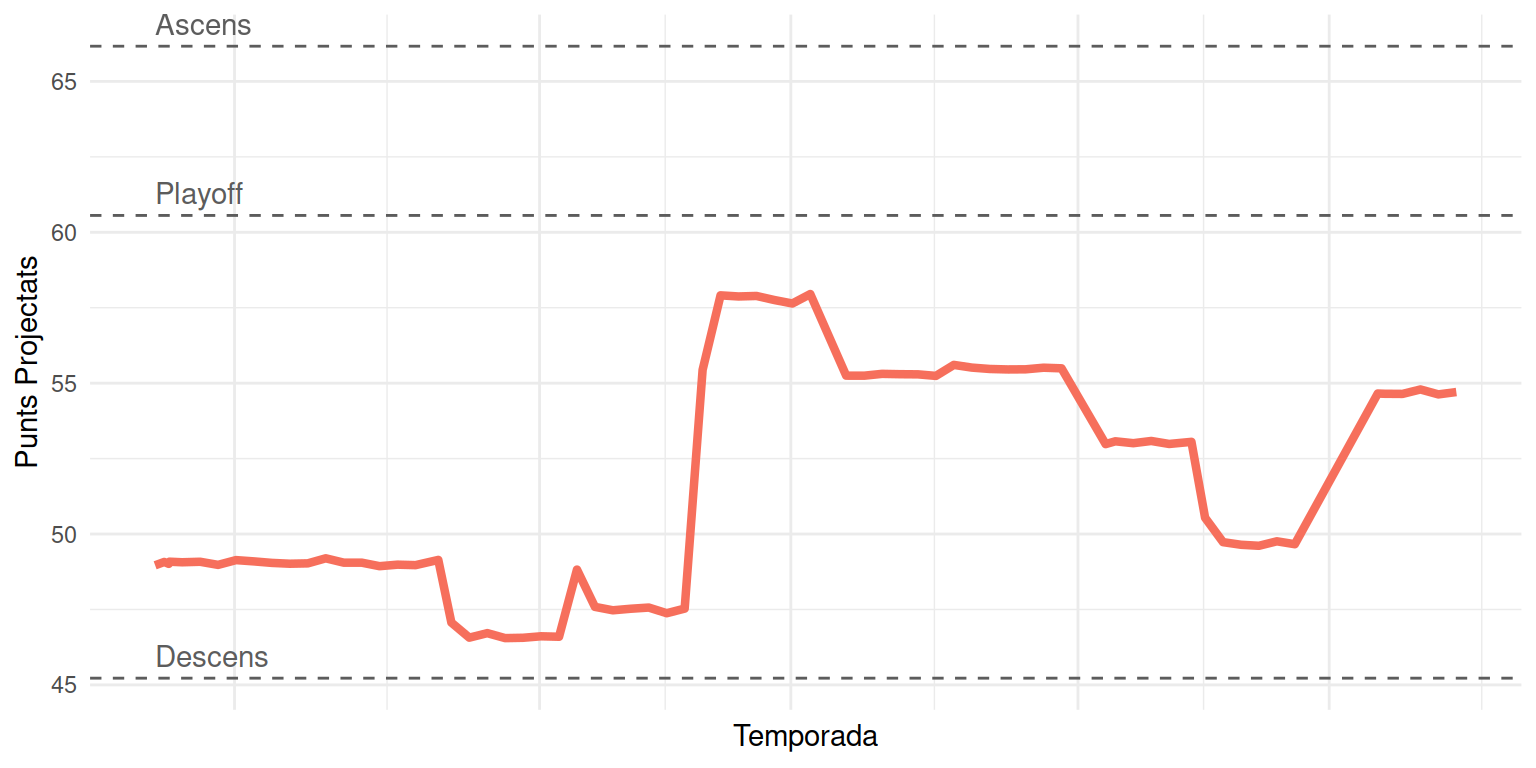 Ascens
65
Playoff
60
Punts Projectats
55
50
Descens
45
Temporada